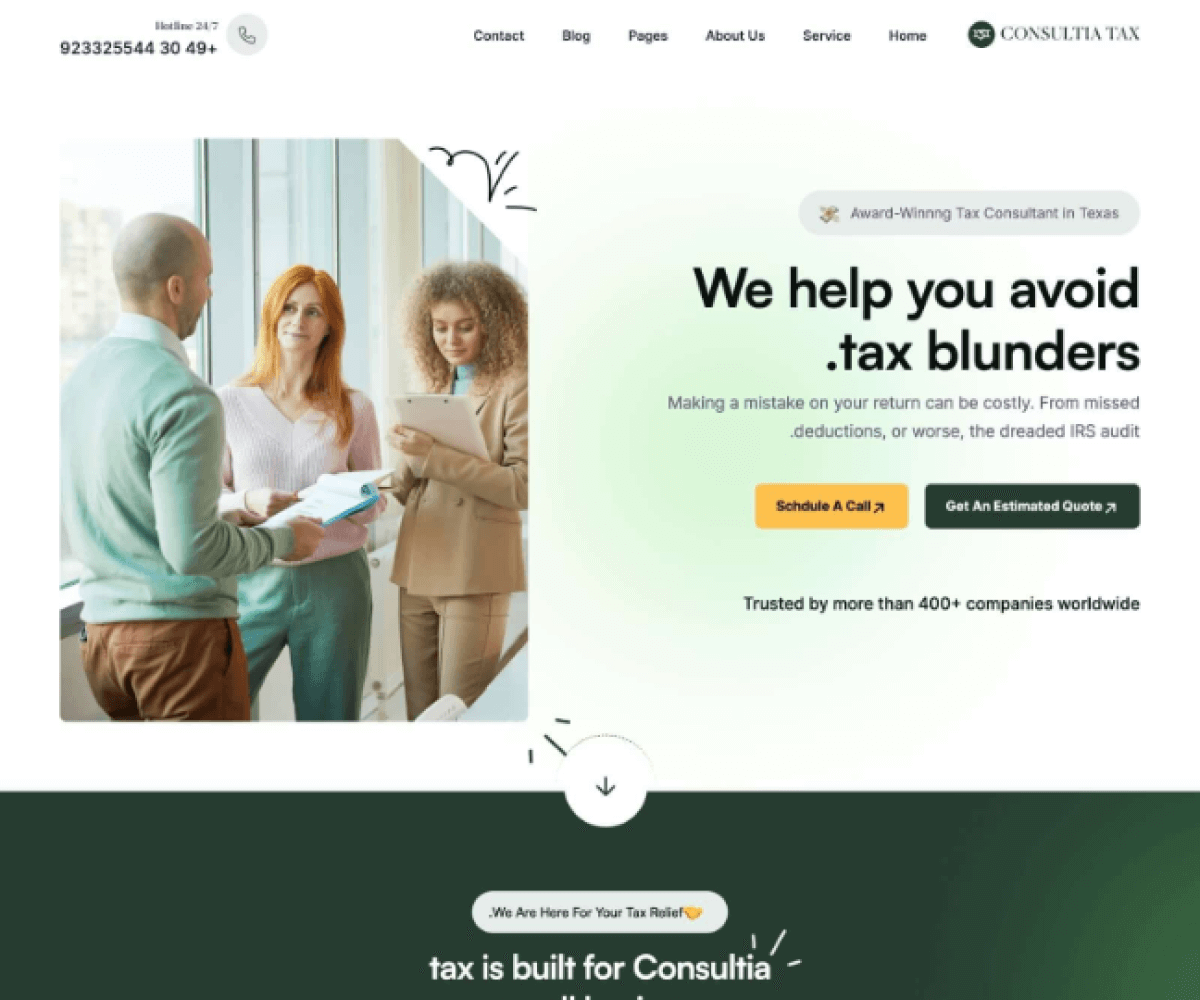 Hotline 24/7
923325544 30 49+
Contact Blog Pages About Us Service Home
CONSULTIA TAX
Award-Winnng Tax Consultant in Texas
We help you avoid
.tax blunders
Making a mistake on your return can be costly. From missed
.deductions, or worse, the dreaded IRS audit
Schdule A Call
Get An Estimated Quote
Trusted by more than 400+ companies worldwide
.We Are Here For Your Tax Relief
tax is built for Consultia